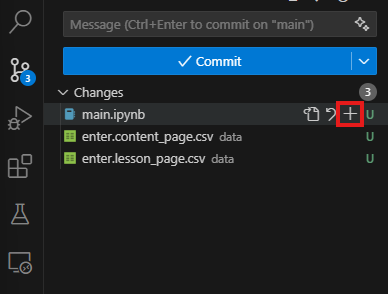 Message (Ctrl+Enter to commit on "main")
Commit
3
Changes 3
main.ipynb U
enter.content_page.csv data U
enter.lesson_page.csv data U